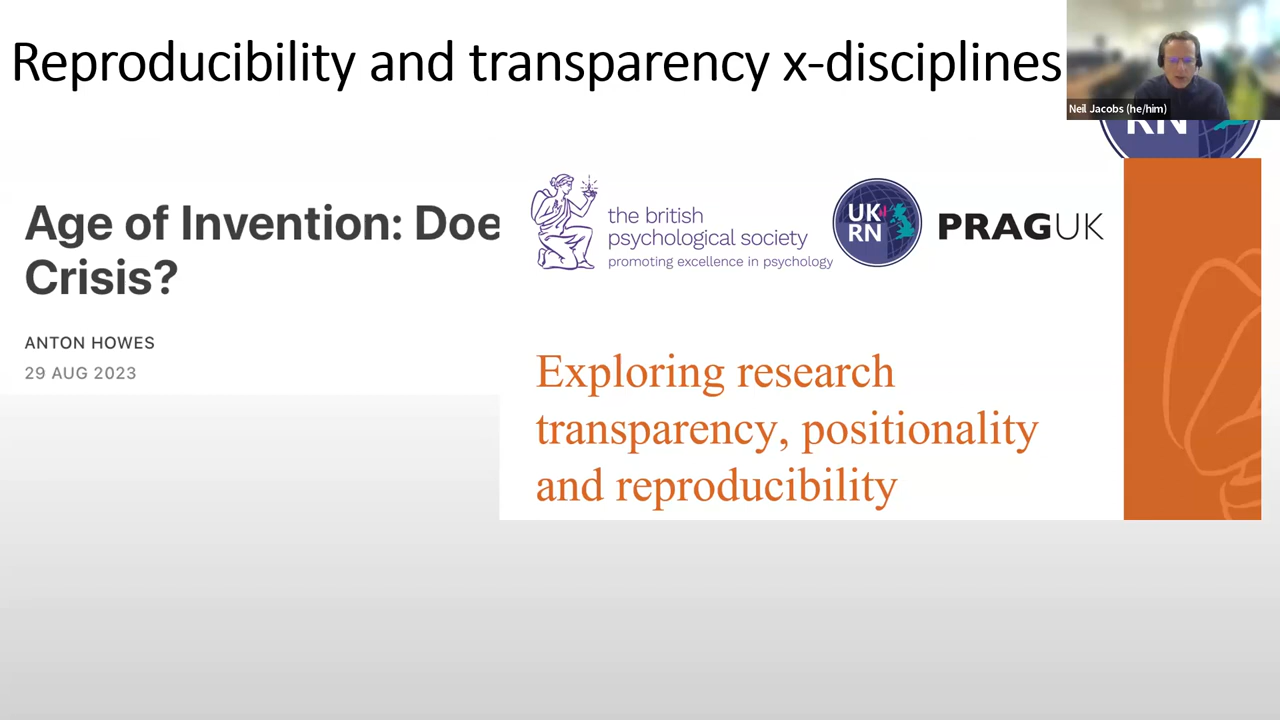 Reproducibility and transparency x-disciplines
Neil Jacobs (he/him)
RN
Age of Invention: Doe
Crisis?
ANTON HOWES
29 AUG 2023
the british
psychological society
promoting excellence in psychology
UK
RN
PRAGUK
Exploring research
transparency, positionality
and reproducibility